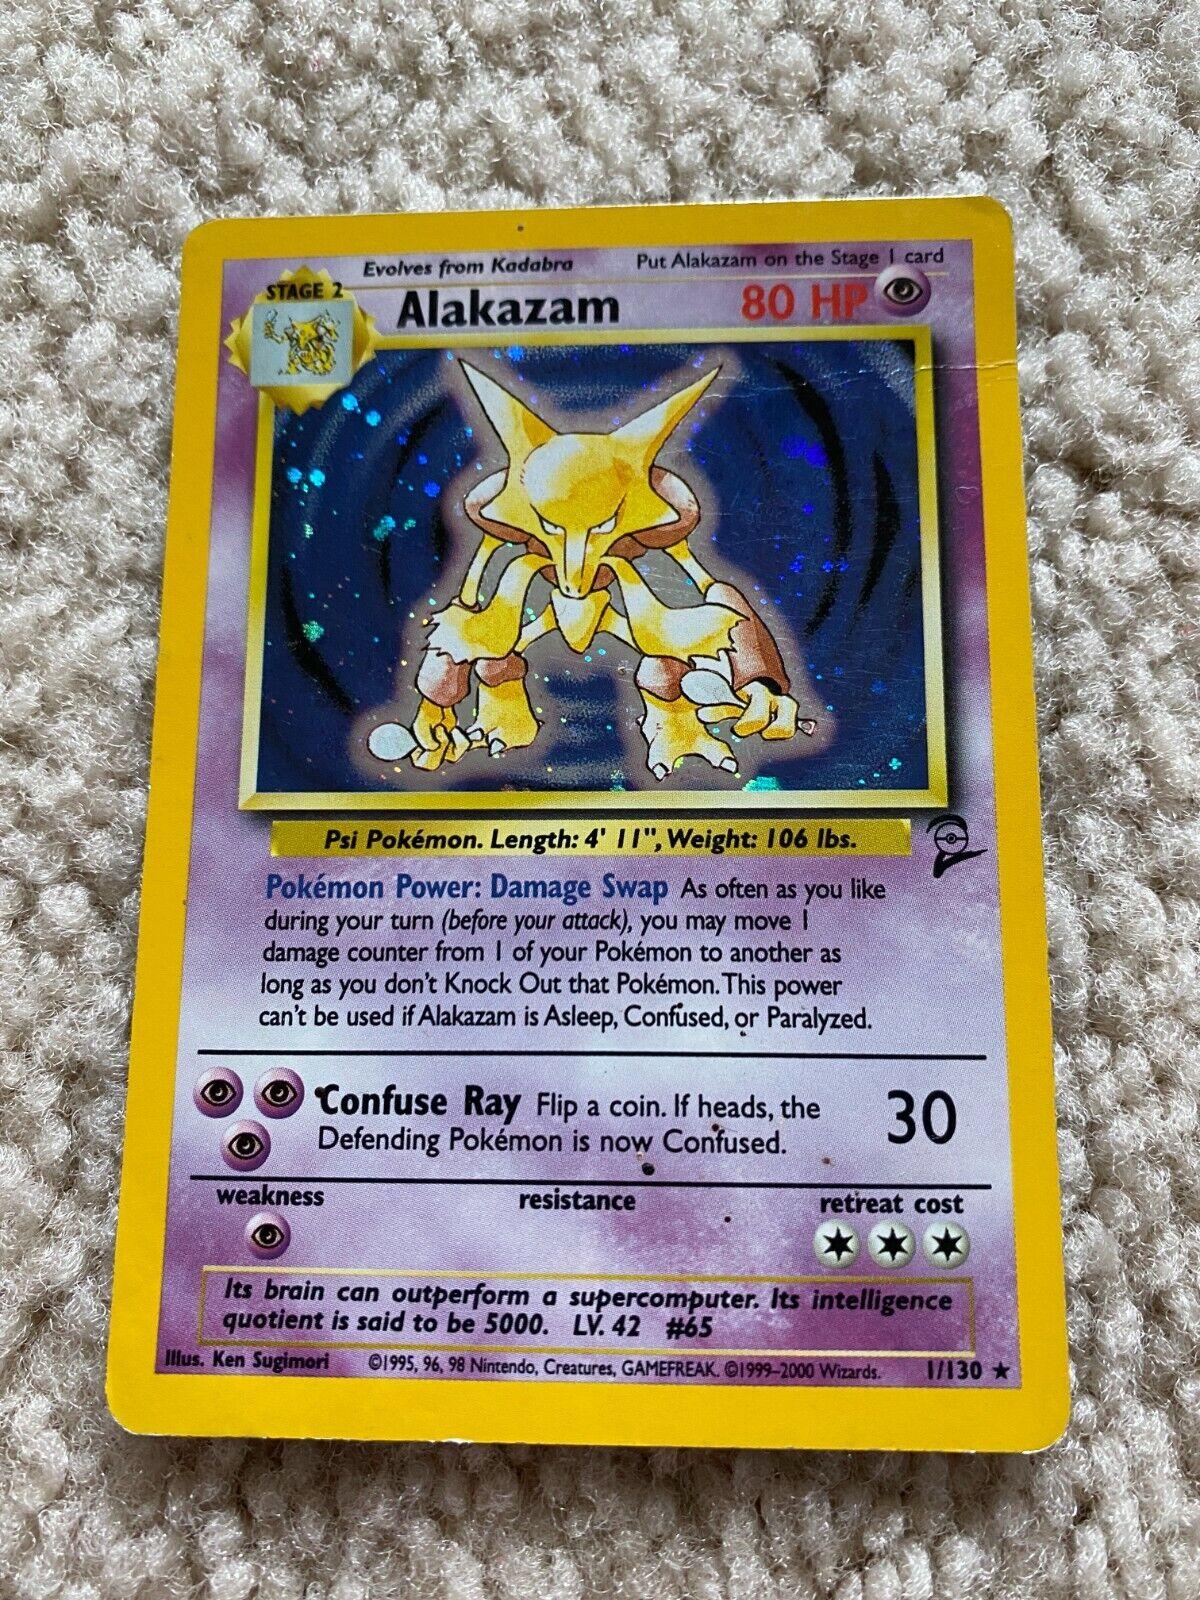 Evolves from Kadabra Put Alakazam on the Stage 1 card
STAGE 2
Alakazam 80 HP
Psi Pokémon. Length: 4' 11", Weight: 106 lbs.
Pokémon Power: Damage Swap As often as you like
during your turn (before your attack), you may move 1
damage counter from 1 of your Pokémon to another as
long as you don't Knock Out that Pokémon. This power
can't be used if Alakazam is Asleep, Confused, or Paralyzed.
Confuse Ray Flip a coin. If heads, the
Defending Pokémon is now Confused.
30
weakness resistance retreat cost
Its brain can outperform a supercomputer. Its intelligence
quotient is said to be 5000. LV. 42 #65
Illus. Ken Sugimori ©1995, 96, 98 Nintendo, Creatures, GAMEFREAK. ©1999-2000 Wizards. 1/130 ★